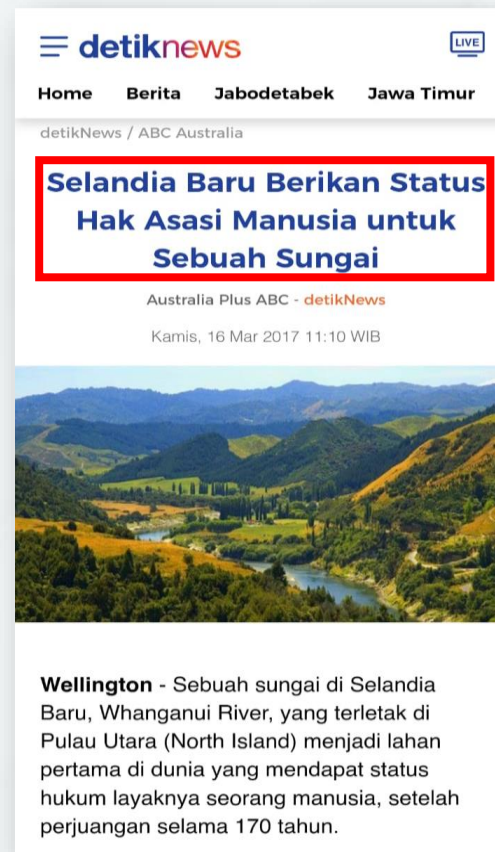 detiknews
LIVE
Home Berita Jabodetabek Jawa Timur
detikNews / ABC Australia
Selandia Baru Berikan Status
Hak Asasi Manusia untuk
Sebuah Sungai
Australia Plus ABC - detikNews
Kamis, 16 Mar 2017 11:10 WIB
Wellington - Sebuah sungai di Selandia
Baru, Whanganui River, yang terletak di
Pulau Utara (North Island) menjadi lahan
pertama di dunia yang mendapat status
hukum layaknya seorang manusia, setelah
perjuangan selama 170 tahun.